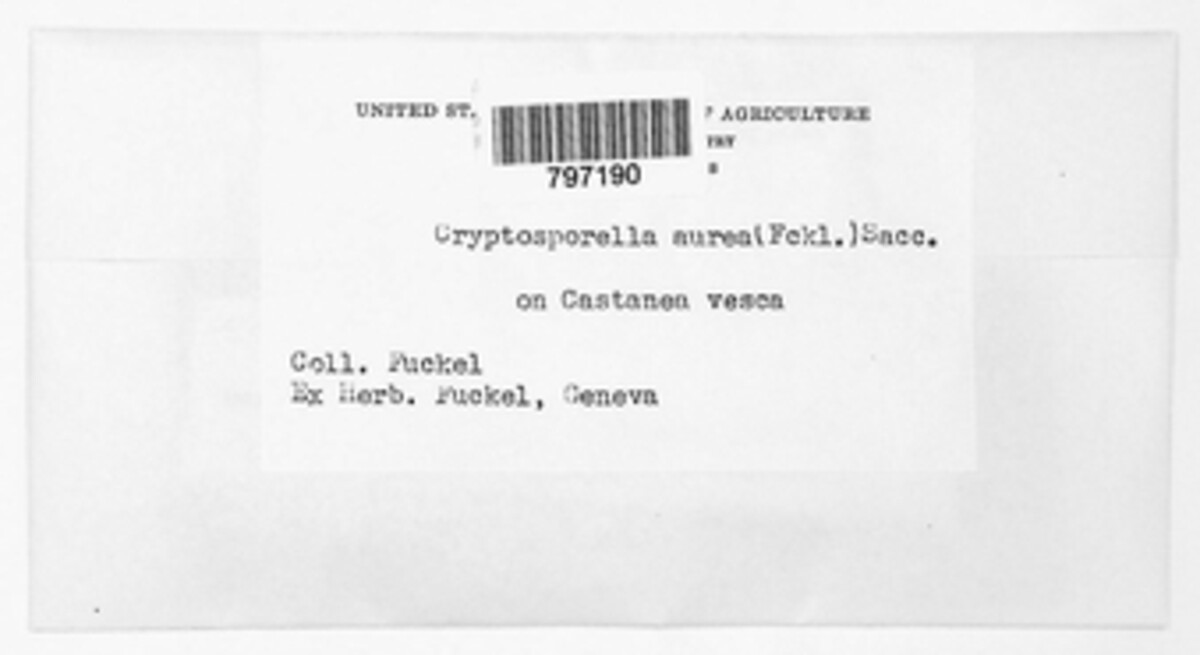 UNITED ST. AGRICULTURE
797190
Cryptosporella aurea(Fckl.)Sacc.
on Castanea vesca
Coll. Fuckel
Ex Herb. Fuckel, Geneva